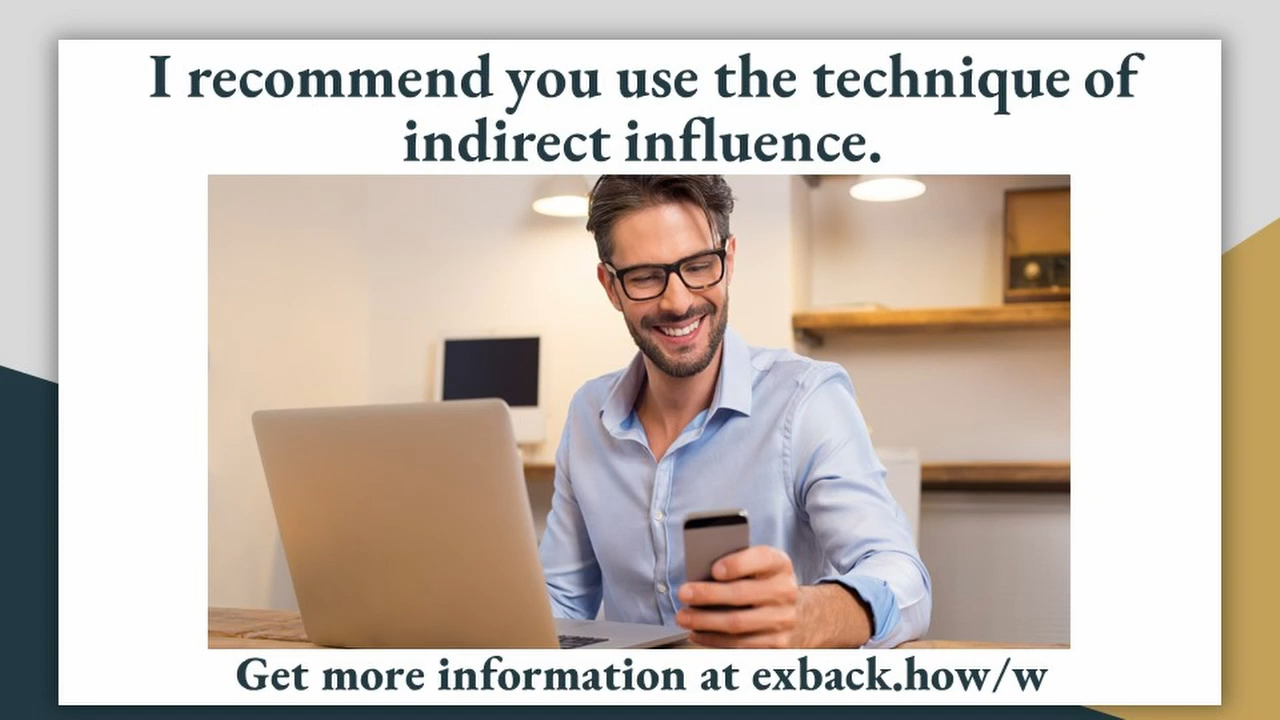 I recommend you use the technique of
indirect influence.
Get more information at exback.how/w